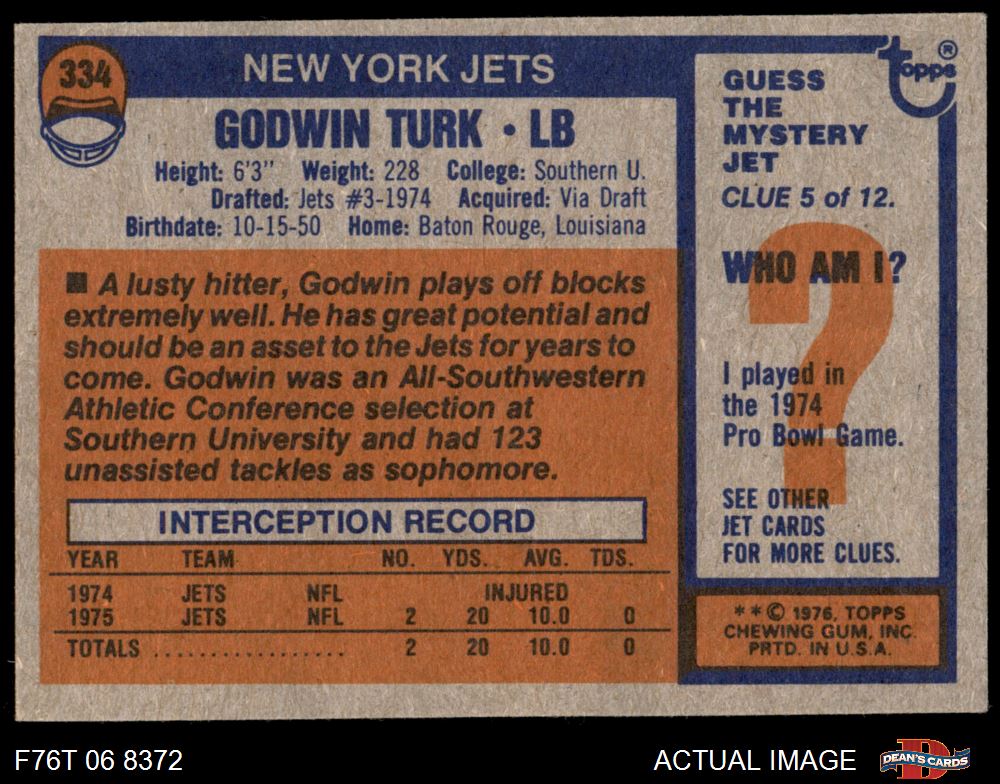 334
NEW YORK JETS
GODWIN TURK • LB
Height: 6'3" Weight: 228 College: Southern U.
Drafted: Jets #3-1974 Acquired: Via Draft
Birthdate: 10-15-50 Home: Baton Rouge, Louisiana
■ A lusty hitter, Godwin plays off blocks
extremely well. He has great potential and
should be an asset to the Jets for years to
come. Godwin was an All-Southwestern
Athletic Conference selection at
Southern University and had 123
unassisted tackles as sophomore.
INTERCEPTION RECORD
YEAR TEAM NO. YDS. AVG. TDS.
1974 JETS NFL INJURED
1975 JETS NFL 2 20 10.0 0
TOTALS .................. 2 20 10.0 0
topps®
GUESS
THE
MYSTERY
JET
CLUE 5 of 12.
WHO AM I?
?
I played in
the 1974
Pro Bowl Game.
SEE OTHER
JET CARDS
FOR MORE CLUES.
**© 1976, TOPPS
CHEWING GUM, INC.
PRTD. IN U.S.A.
F76T 06 8372
ACTUAL IMAGE
D
DEAN'S CARDS